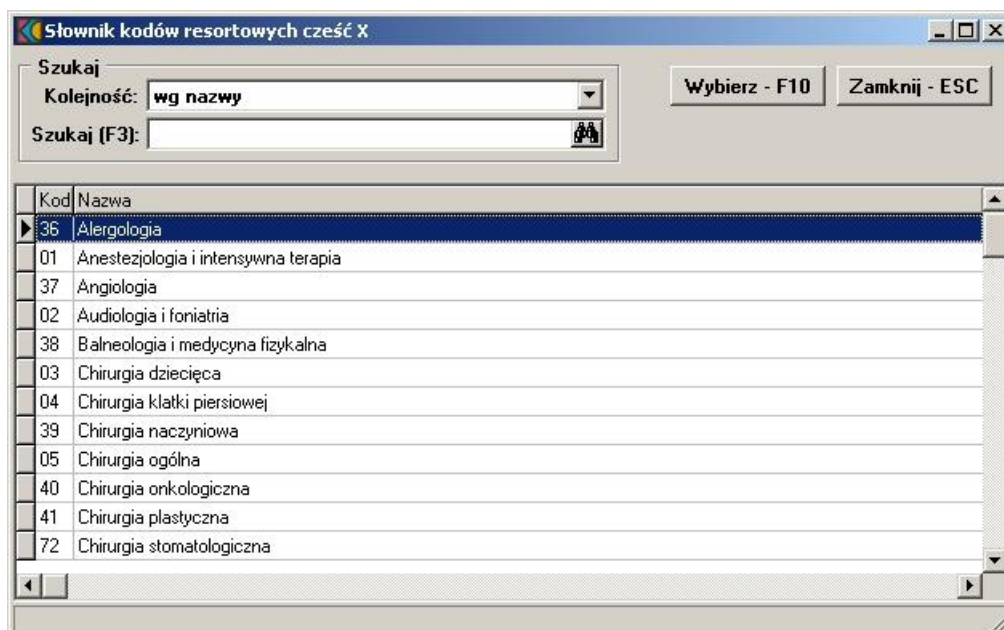 Słownik kodów resortowych cześć X
Szukaj
Kolejność: wg nazwy
Szukaj (F3):
Wybierz - F10 Zamknij - ESC
Kod Nazwa
36 Alergologia
01 Anestezjologia i intensywna terapia
37 Angiologia
02 Audiologia i foniatria
38 Balneologia i medycyna fizykalna
03 Chirurgia dziecięca
04 Chirurgia klatki piersiowej
39 Chirurgia naczyniowa
05 Chirurgia ogólna
40 Chirurgia onkologiczna
41 Chirurgia plastyczna
72 Chirurgia stomatologiczna